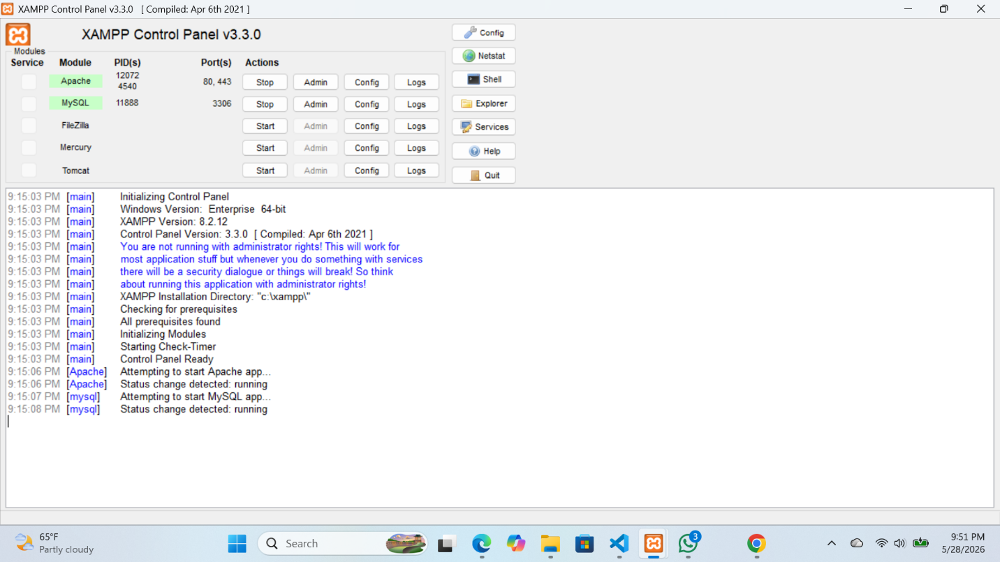 XAMPP Control Panel v3.3.0 [ Compiled: Apr 6th 2021 ]
XAMPP Control Panel v3.3.0
Modules
Service Module PID(s) Port(s) Actions
Apache 12072 4540 80, 443 Stop Admin Config Logs
MySQL 11888 3306 Stop Admin Config Logs
FileZilla Start Admin Config Logs
Mercury Start Admin Config Logs
Tomcat Start Admin Config Logs
Config
Netstat
Shell
Explorer
Services
Help
Quit
9:15:03 PM [main] Initializing Control Panel
9:15:03 PM [main] Windows Version: Enterprise 64-bit
9:15:03 PM [main] XAMPP Version: 8.2.12
9:15:03 PM [main] Control Panel Version: 3.3.0 [ Compiled: Apr 6th 2021 ]
9:15:03 PM [main] You are not running with administrator rights! This will work for
9:15:03 PM [main] most application stuff but whenever you do something with services
9:15:03 PM [main] there will be a security dialogue or things will break! So think
9:15:03 PM [main] about running this application with administrator rights!
9:15:03 PM [main] XAMPP Installation Directory: "c:\xampp\"
9:15:03 PM [main] Checking for prerequisites
9:15:03 PM [main] All prerequisites found
9:15:03 PM [main] Initializing Modules
9:15:03 PM [main] Starting Check-Timer
9:15:03 PM [main] Control Panel Ready
9:15:06 PM [Apache] Attempting to start Apache app...
9:15:06 PM [Apache] Status change detected: running
9:15:07 PM [mysql] Attempting to start MySQL app...
9:15:08 PM [mysql] Status change detected: running
65°F
Partly cloudy
Search
3
9:51 PM
5/28/2026